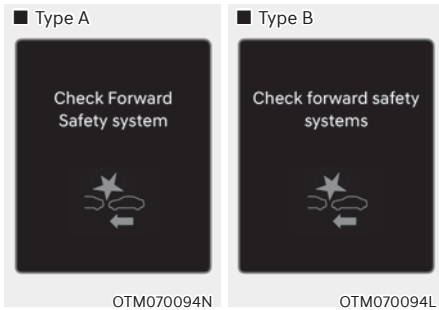 ■ Type A
Check Forward
Safety system
OTM070094N
■ Type B
Check forward safety
systems
OTM070094L